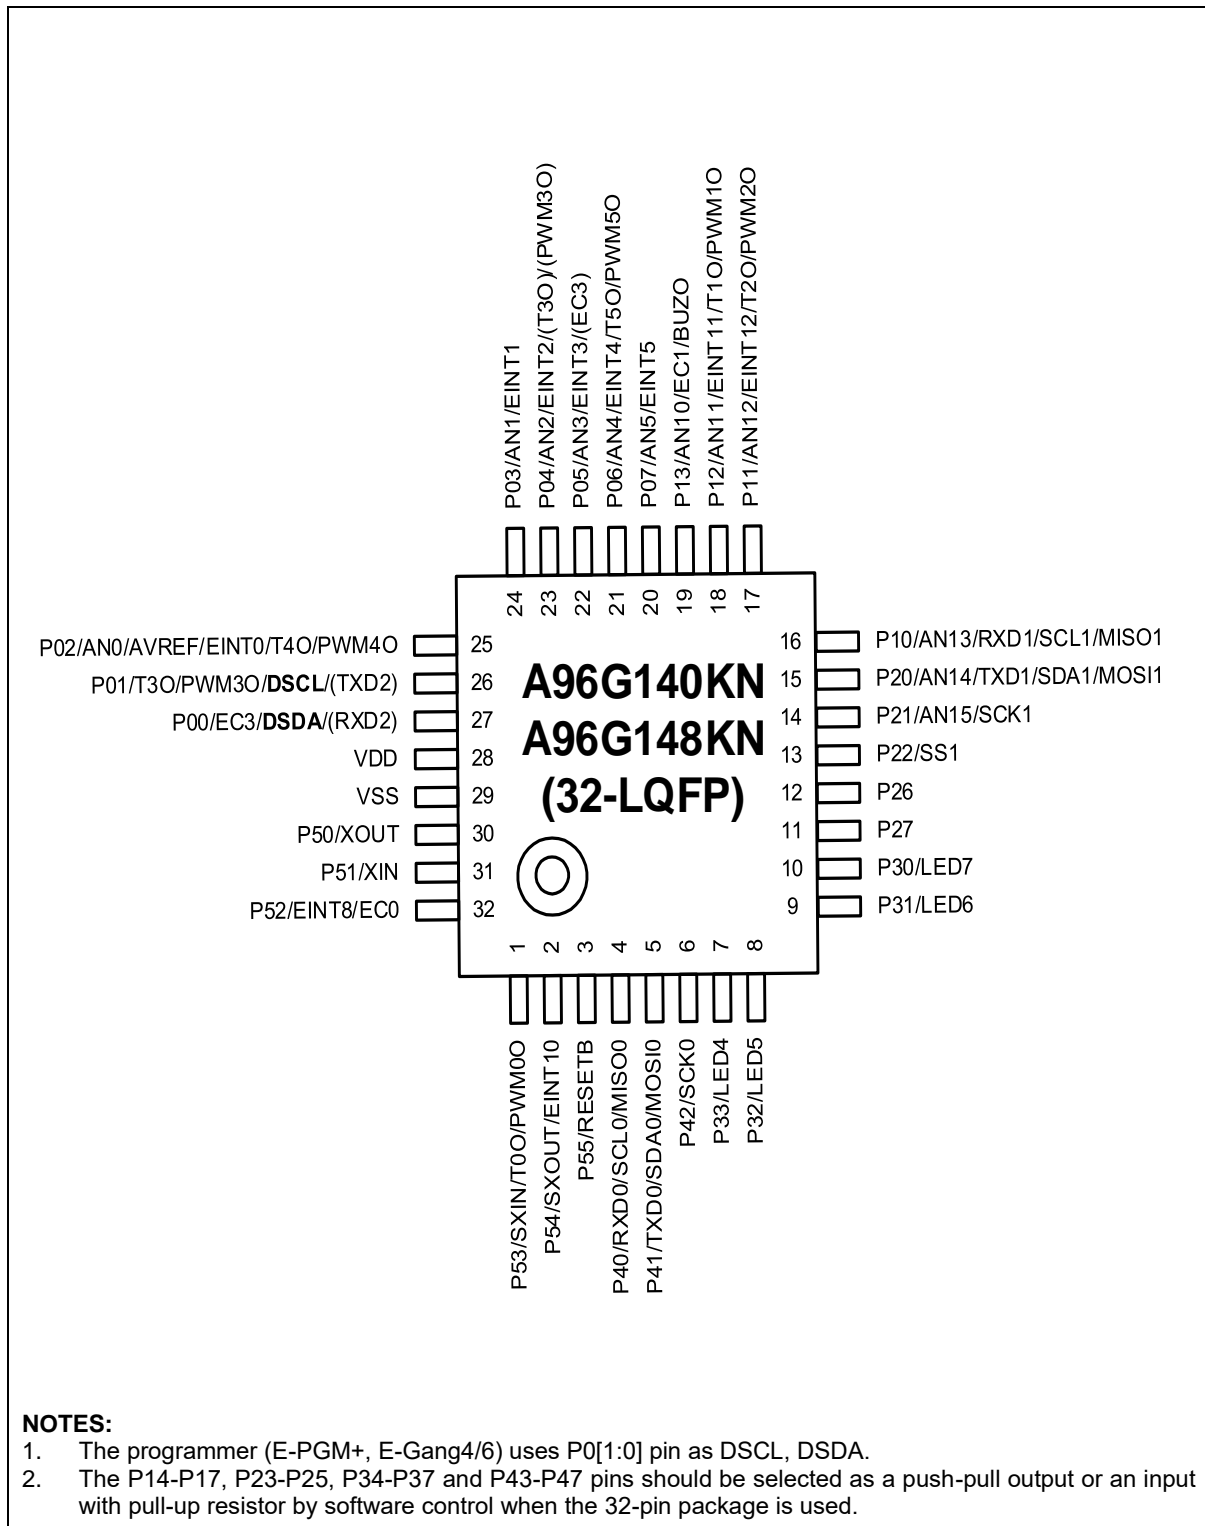 P03/AN1/EINT1
P04/AN2/EINT2/(T3O)/(PWM3O)
P05/AN3/EINT3/(EC3)
P06/AN4/EINT4/T5O/PWM5O
P07/AN5/EINT5
P13/AN10/EC1/BUZO
P12/AN11/EINT11/T1O/PWM1O
P11/AN12/EINT12/T2O/PWM2O
24 23 22 21 20 19 18 17
P02/AN0/AVREF/EINT0/T4O/PWM4O 25
P01/T3O/PWM3O/DSCL/(TXD2) 26
P00/EC3/DSDA/(RXD2) 27
VDD 28
VSS 29
P50/XOUT 30
P51/XIN 31
P52/EINT8/EC0 32
A96G140KN
A96G148KN
(32-LQFP)
16 P10/AN13/RXD1/SCL1/MISO1
15 P20/AN14/TXD1/SDA1/MOSI1
14 P21/AN15/SCK1
13 P22/SS1
12 P26
11 P27
10 P30/LED7
9 P31/LED6
1 2 3 4 5 6 7 8
P53/SXIN/T0O/PWM0O
P54/SXOUT/EINT10
P55/RESETB
P40/RXD0/SCL0/MISO0
P41/TXD0/SDA0/MOSI0
P42/SCK0
P33/LED4
P32/LED5
NOTES:
1. The programmer (E-PGM+, E-Gang4/6) uses P0[1:0] pin as DSCL, DSDA.
2. The P14-P17, P23-P25, P34-P37 and P43-P47 pins should be selected as a push-pull output or an input
with pull-up resistor by software control when the 32-pin package is used.